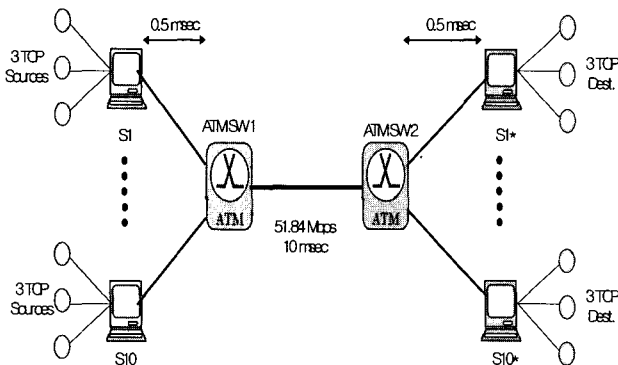 0.5 msec
0.5 msec
3 TCP
Sources
3 TCP
Dest.
S1
ATMSW1
ATMSW2
S1*
ATM
ATM
51.84 Mbps
10 msec
3 TCP
Sources
3 TCP
Dest.
S10
S10*